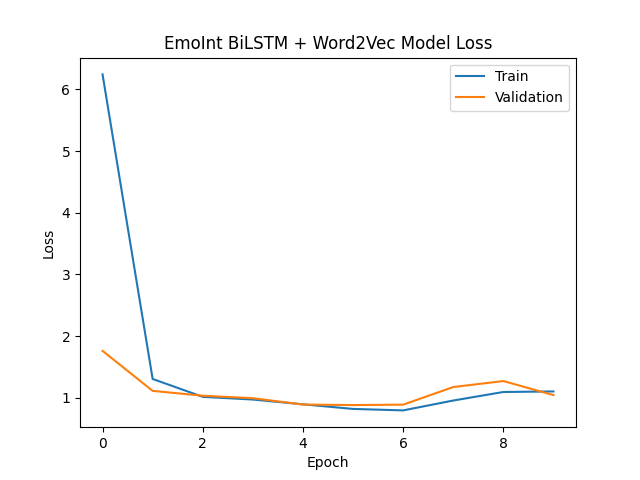 EmoInt BiLSTM + Word2Vec Model Loss
Train
Validation
6
5
4
3
2
1
Loss
0 2 4 6 8
Epoch